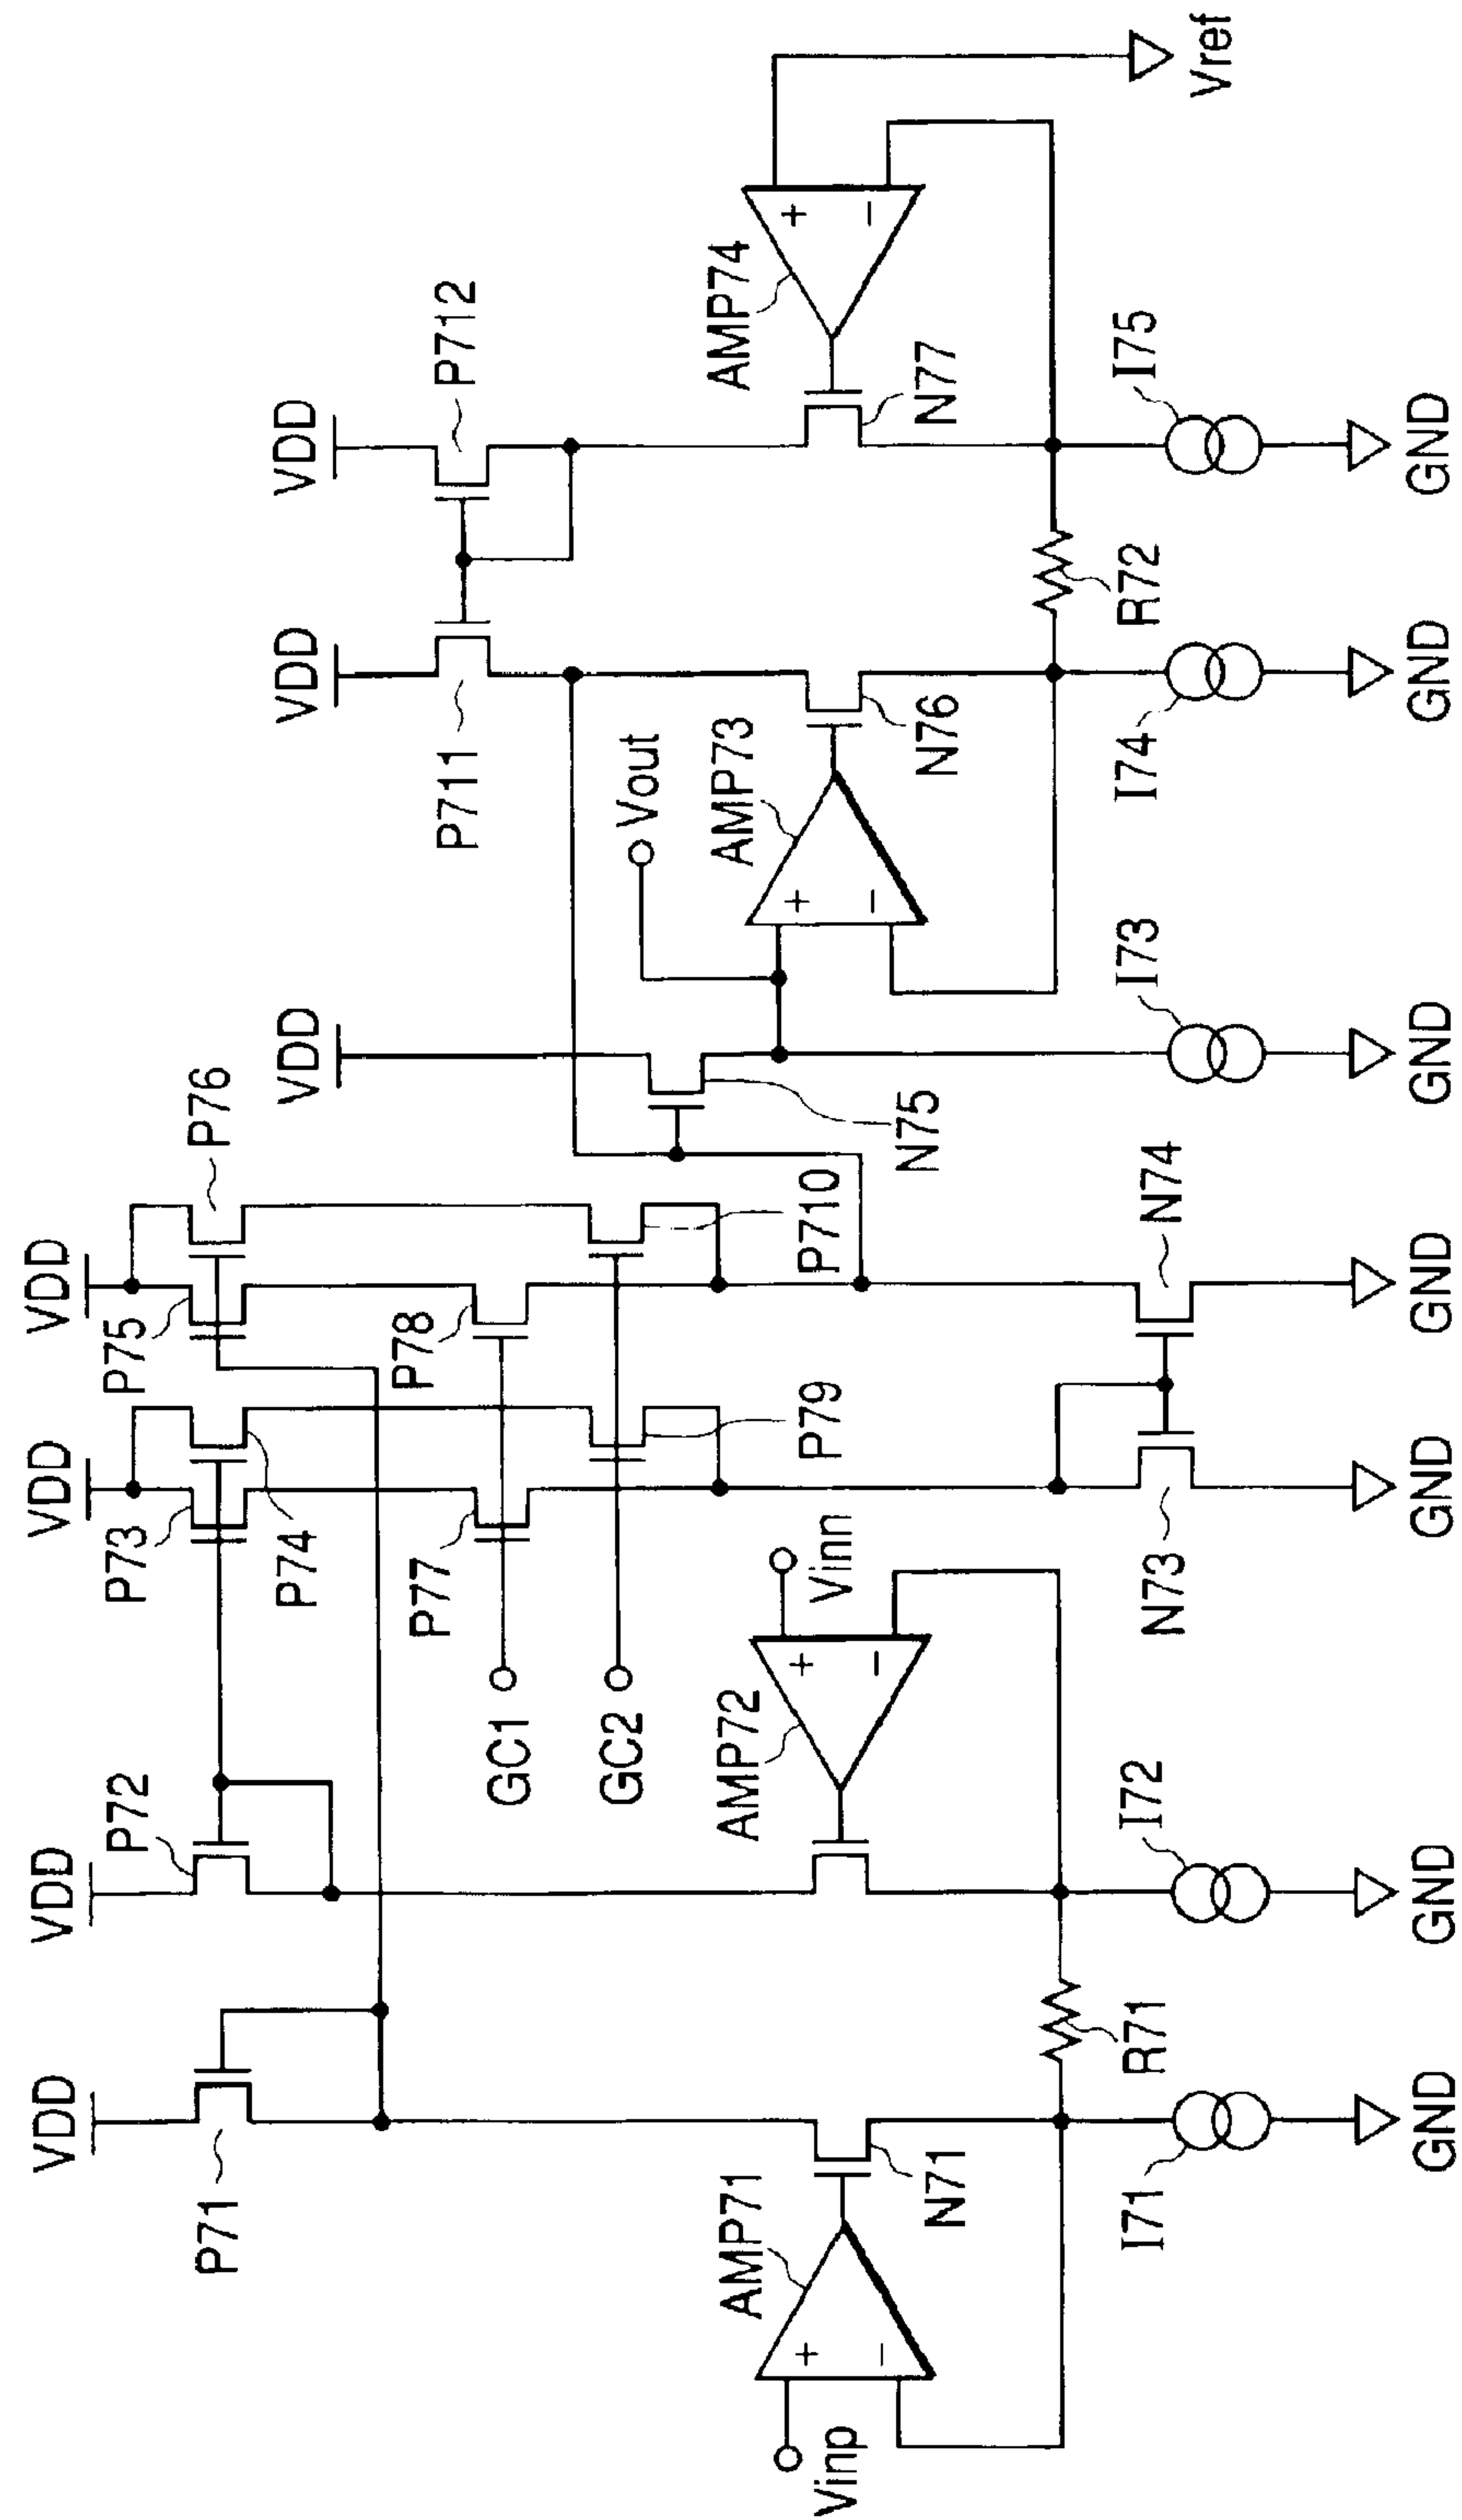 VDD
VDD
VDD
VDD
VDD
VDD
VDD
P71
P72
P73
P74
P75
P76
P77
P78
P79
P710
P711
P712
GC1
GC2
Vinp
AMP71
+
−
N71
AMP72
+
−
Vinn
N73
N74
N75
Vout
AMP73
+
−
N76
N77
AMP74
+
−
Vref
R71
R72
I71
I72
I73
I74
I75
GND
GND
GND
GND
GND
GND
GND